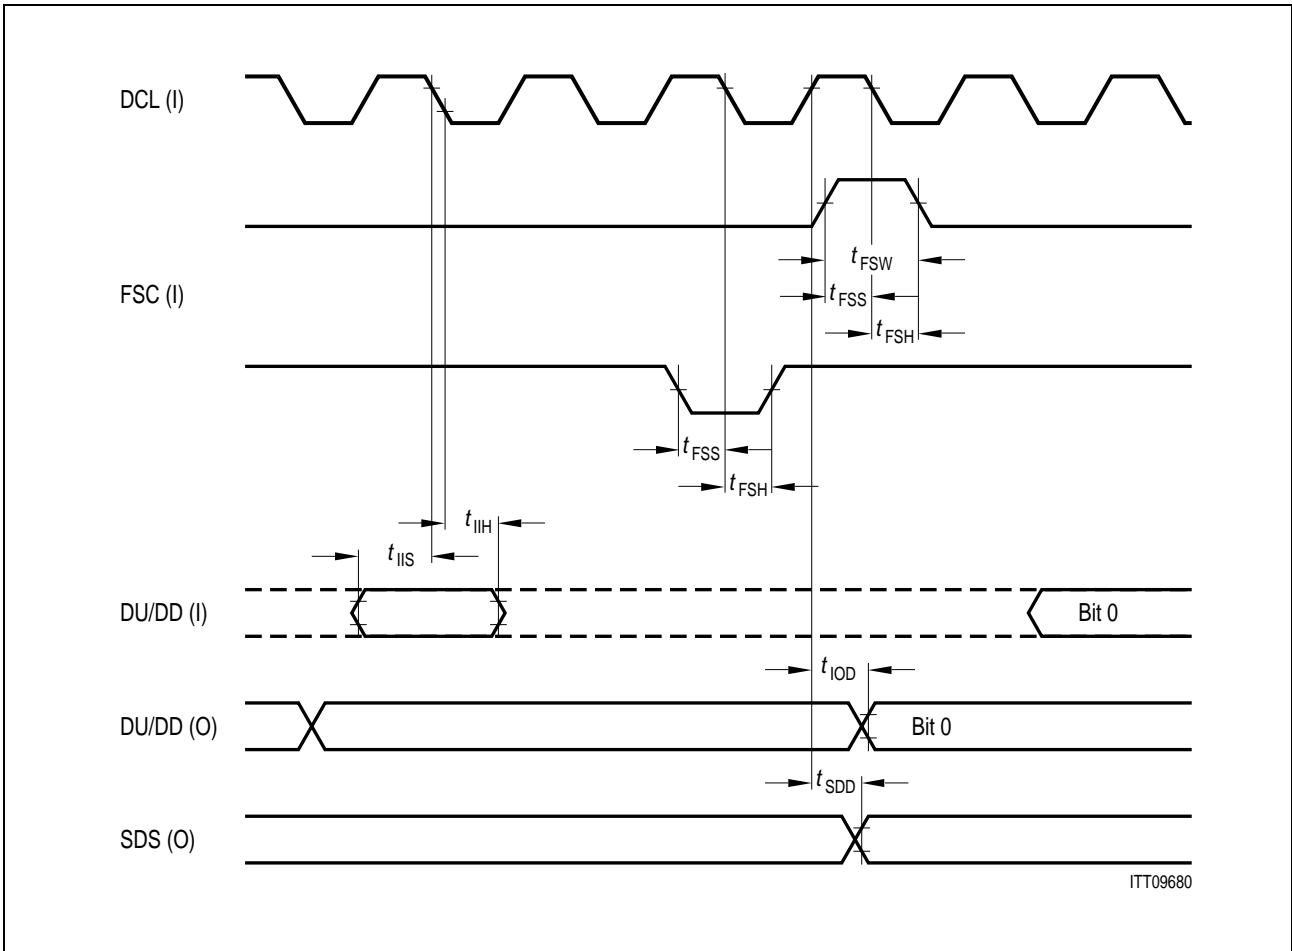 DCL (I)
t FSW
FSC (I)
t FSS
t FSH
t FSS
t FSH
t IIH
t IIS
DU/DD (I)
Bit 0
t IOD
DU/DD (O)
Bit 0
t SDD
SDS (O)
ITT09680